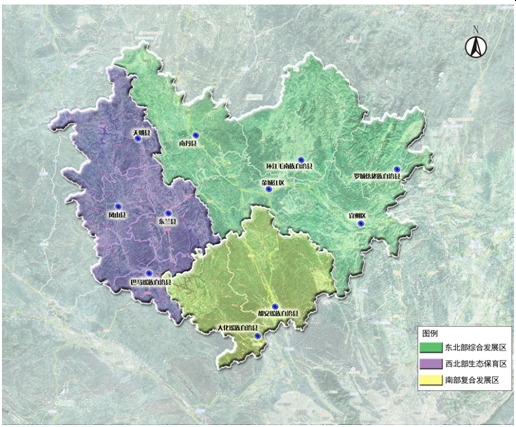 天峨县
南丹县
环江毛南族自治县
罗城仫佬族自治县
金城江区
宜州区
凤山县
东兰县
巴马瑶族自治县
都安瑶族自治县
大化瑶族自治县
图例
东北部综合发展区
西北部生态保育区
南部复合发展区